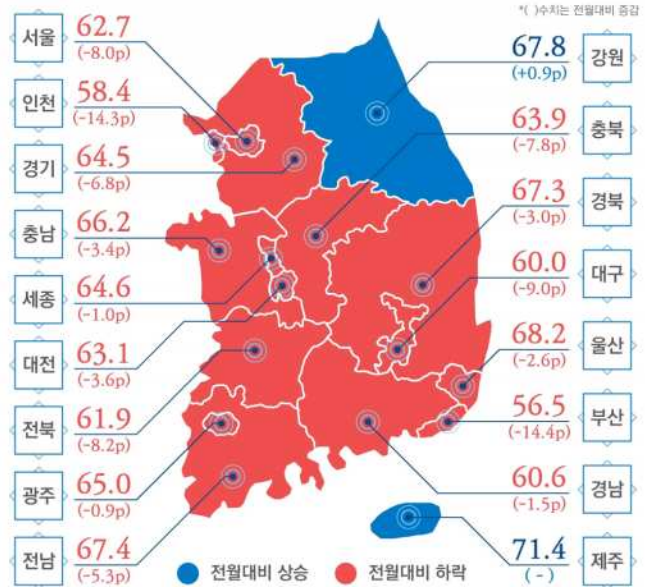 *( )수치는 전월대비 증감
서울 62.7
(-8.0p)
인천 58.4
(-14.3p)
경기 64.5
(-6.8p)
충남 66.2
(-3.4p)
세종 64.6
(-1.0p)
대전 63.1
(-3.6p)
전북 61.9
(-8.2p)
광주 65.0
(-0.9p)
전남 67.4
(-5.3p)
67.8 강원
(+0.9p)
63.9 충북
(-7.8p)
67.3 경북
(-3.0p)
60.0 대구
(-9.0p)
68.2 울산
(-2.6p)
56.5 부산
(-14.4p)
60.6 경남
(-1.5p)
71.4 제주
( - )
전월대비 상승 전월대비 하락